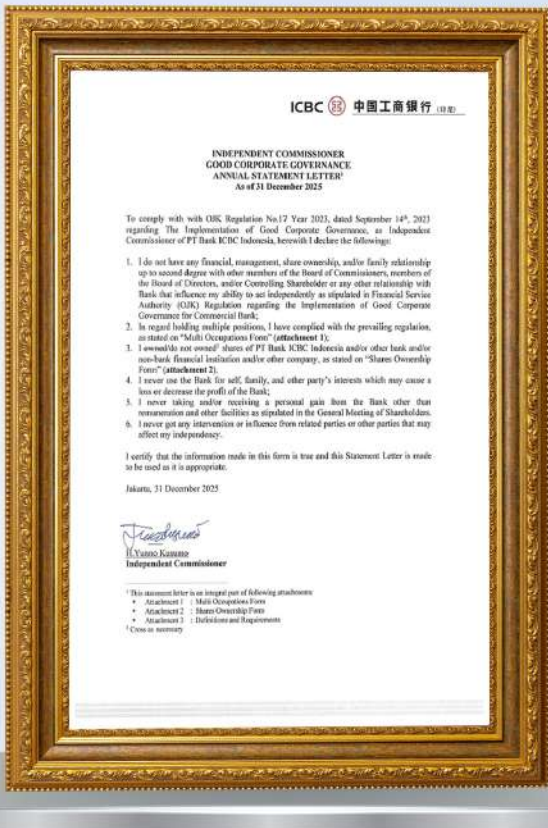 ICBC 中国工商银行 (印尼)
INDEPENDENT COMMISSIONER
GOOD CORPORATE GOVERNANCE
ANNUAL STATEMENT LETTER¹
As of 31 December 2025
To comply with with OJK Regulation No.17 Year 2023, dated September 14th, 2023
regarding The Implementation of Good Corporate Governance, as Independent
Commissioner of PT Bank ICBC Indonesia, herewith I declare the followings:
1. I do not have any financial, management, share ownership, and/or family relationship
up to second degree with other members of the Board of Commissioners, members of
the Board of Directors, and/or Controlling Shareholder or any other relationship with
Bank that influence my ability to act independently as stipulated in Financial Service
Authority (OJK) Regulation regarding the Implementation of Good Corporate
Governance for Commercial Bank;
2. In regard holding multiple positions, I have complied with the prevailing regulation,
as stated on "Multi Occupations Form" (attachment 1);
3. I owned/do not owned² shares of PT Bank ICBC Indonesia and/or other bank and/or
non-bank financial institution and/or other company, as stated on "Shares Ownership
Form" (attachment 2).
4. I never use the Bank for self, family, and other party's interests which may cause a
loss or decrease the profit of the Bank;
5. I never taking and/or receiving a personal gain from the Bank other than
remuneration and other facilities as stipulated in the General Meeting of Shareholders.
6. I never got any intervention or influence from related parties or other parties that may
affect my independency.
I certify that the information made in this form is true and this Statement Letter is made
to be used as it is appropriate.
Jakarta, 31 December 2025
H.Yunno Kusumo
Independent Commissioner
¹ This statement letter is an integral part of following attachments:
• Attachment 1 : Multi Occupations Form
• Attachment 2 : Shares Ownership Form
• Attachment 3 : Definitions and Requirements
² Cross as necessary